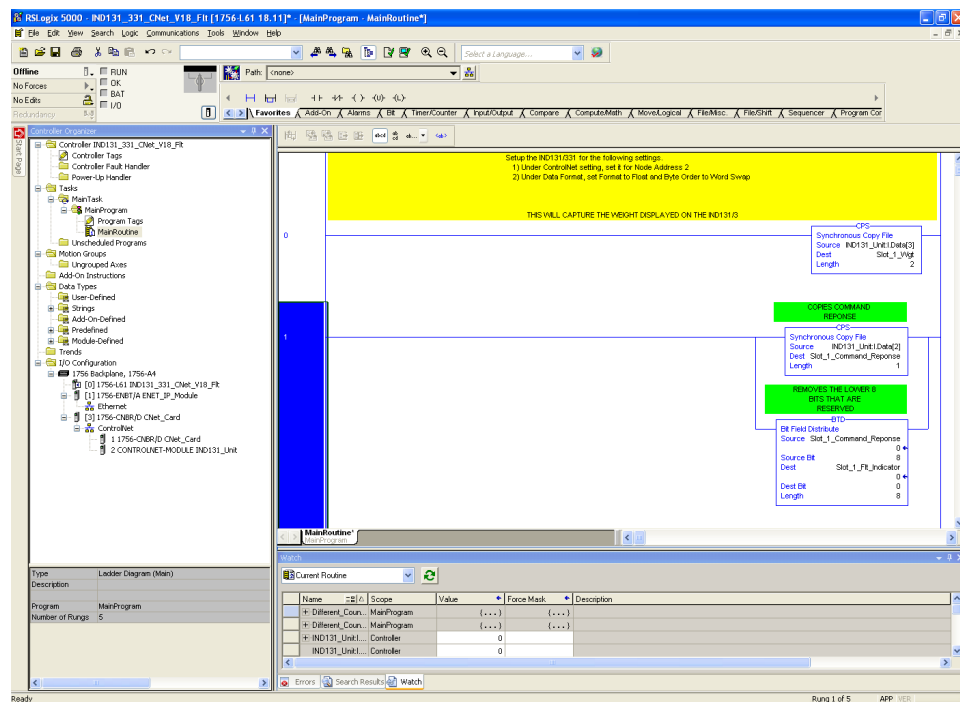 RSLogix 5000 - IND131_331_CNet_V18_Flt [1756-L61 18.11]* - [MainProgram - MainRoutine*]
File Edit View Search Logic Communications Tools Window Help
Select a Language...
Offline
RUN
Path: <none>
No Forces
OK
No Edits
BAT
Redundancy
I/O
Favorites Add-On Alarms Bit Timer/Counter Input/Output Compare Compute/Math Move/Logical File/Misc. File/Shift Sequencer Program Cor
Start Page
Controller Organizer
Controller IND131_331_CNet_V18_Flt
Controller Tags
Controller Fault Handler
Power-Up Handler
Tasks
MainTask
MainProgram
Program Tags
MainRoutine
Unscheduled Programs
Motion Groups
Ungrouped Axes
Add-On Instructions
Data Types
User-Defined
Strings
Add-On-Defined
Predefined
Module-Defined
Trends
I/O Configuration
1756 Backplane, 1756-A4
[0] 1756-L61 IND131_331_CNet_V18_Flt
[1] 1756-ENBT/A ENET_IP_Module
Ethernet
[3] 1756-CNBR/D CNet_Card
ControlNet
1 1756-CNBR/D CNet_Card
2 CONTROLNET-MODULE IND131_Unit
Type Ladder Diagram (Main)
Description
Program MainProgram
Number of Rungs 5
Setup the IND131/331 for the following settings.
1) Under ControlNet setting, set it for Node Address 2
2) Under Data Format, set Format to Float and Byte Order to Word Swap
THIS WILL CAPTURE THE WEIGHT DISPLAYED ON THE IND131/3
0
CPS
Synchronous Copy File
Source IND131_Unit:I.Data[3]
Dest Slot_1_Wgt
Length 2
COPIES COMMAND
REPONSE
1
CPS
Synchronous Copy File
Source IND131_Unit:I.Data[2]
Dest Slot_1_Command_Reponse
Length 1
REMOVES THE LOWER 8
BITS THAT ARE
RESERVED
BTD
Bit Field Distribute
Source Slot_1_Command_Reponse
0
Source Bit 8
Dest Slot_1_Flt_Indicator
0
Dest Bit 0
Length 8
MainRoutine*
MainProgram
Watch
Current Routine
Name Scope Value Force Mask Description
Different_Coun... MainProgram {...} {...}
Different_Coun... MainProgram {...} {...}
IND131_Unit:I.... Controller 0
IND131_Unit:I.... Controller 0
Errors Search Results Watch
Ready
Rung 1 of 5 APP VER